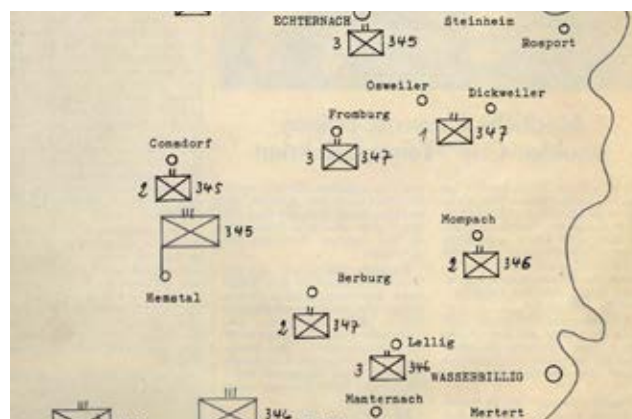 ECHTERNACH
Steinheim
3 345
Rosport
Osweiler
Dickweiler
Fromburg
1 347
3 347
Consdorf
2 345
345
Mompach
2 346
Hemstal
Berburg
2 347
Lellig
3 346
WASSERBILLIG
Manternach
346
Mertert